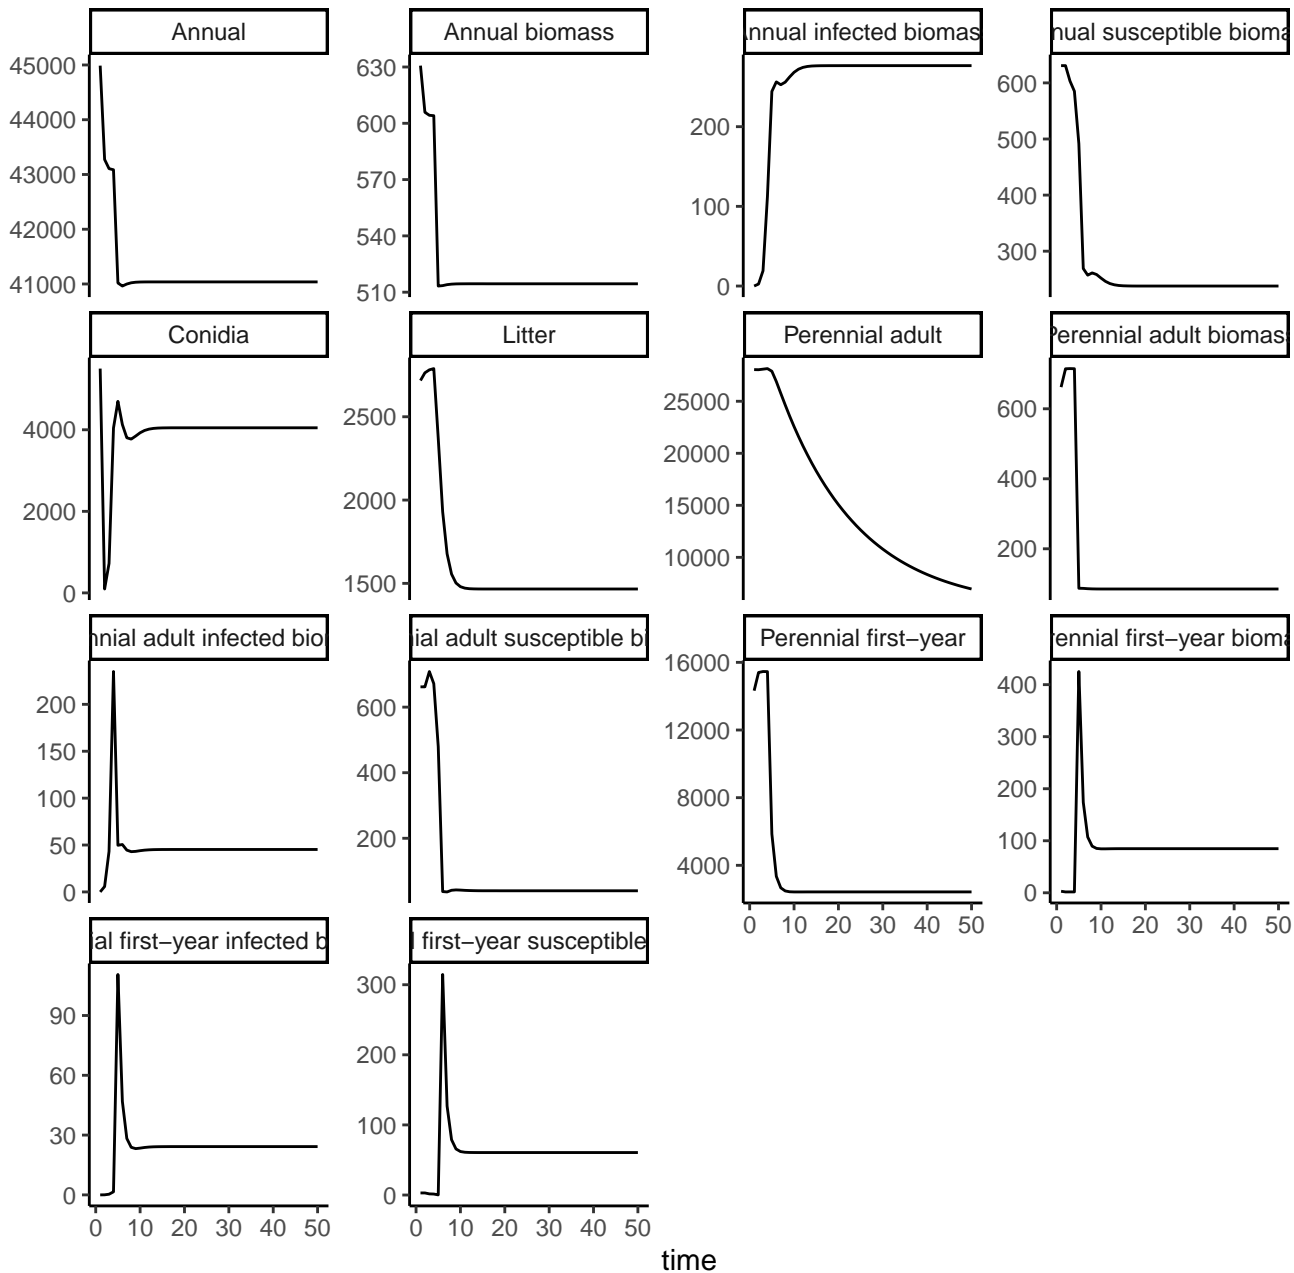 Annual
Annual biomass
Annual infected biomas
nual susceptible bioma
45000
44000
43000
42000
41000
630
600
570
540
510
200
100
0
600
500
400
300
Conidia
Litter
Perennial adult
Perennial adult biomas
4000
2000
0
2500
2000
1500
25000
20000
15000
10000
600
400
200
nnial adult infected bio
ial adult susceptible bi
Perennial first−year
rennial first−year bioma
200
150
100
50
0
600
400
200
16000
12000
8000
4000
0 10 20 30 40 50
400
300
200
100
0
0 10 20 30 40 50
ial first−year infected b
l first−year susceptible
90
60
30
0
0 10 20 30 40 50
300
200
100
0
0 10 20 30 40 50
time